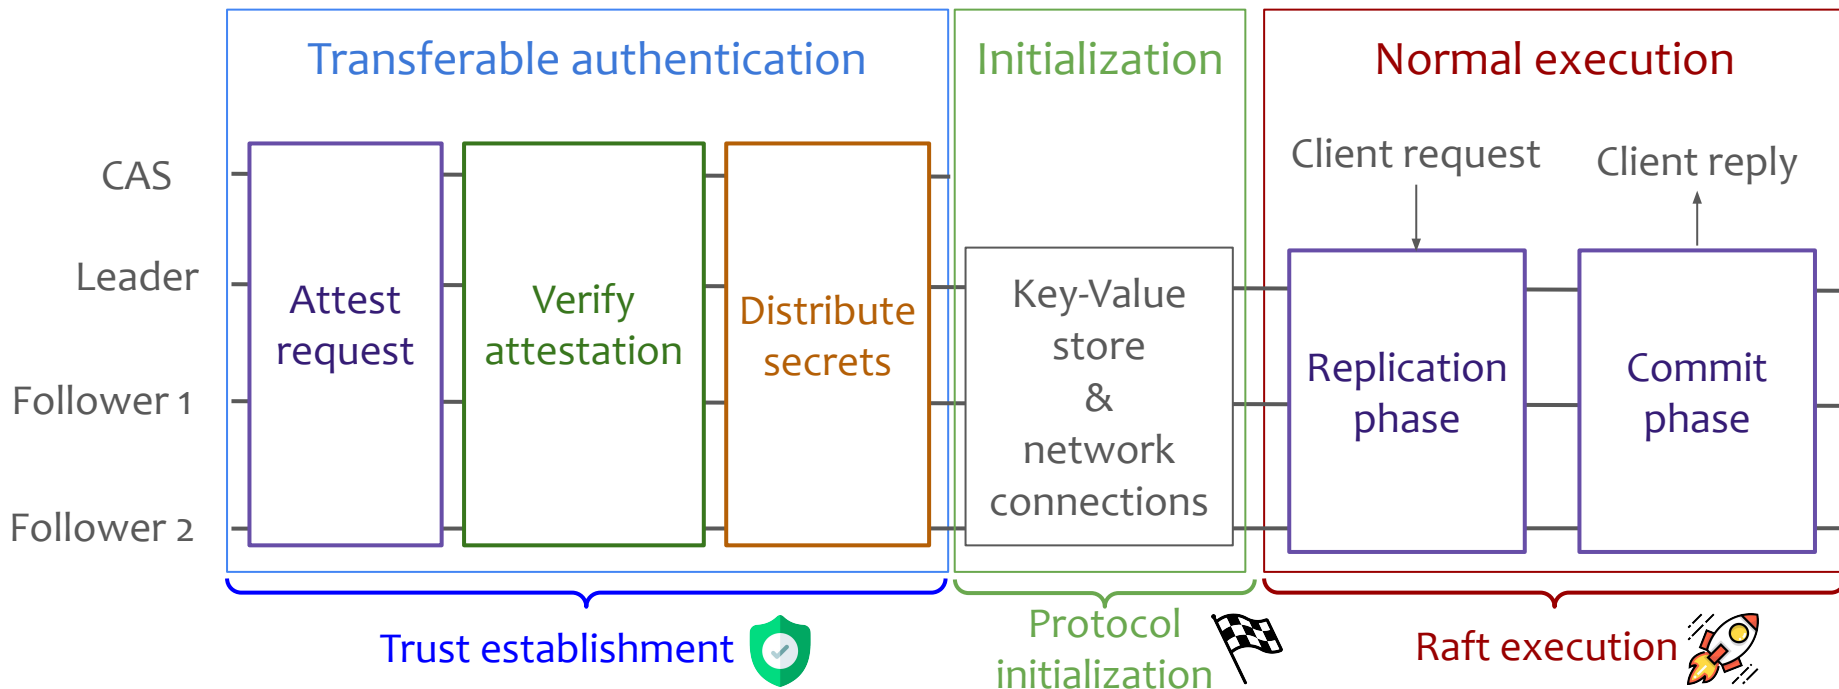 Transferable authentication
Initialization
Normal execution
CAS
Leader
Follower 1
Follower 2
Attest
request
Verify
attestation
Distribute
secrets
Key-Value
store
&
network
connections
Client request
Client reply
Replication
phase
Commit
phase
Trust establishment
Protocol
initialization
Raft execution